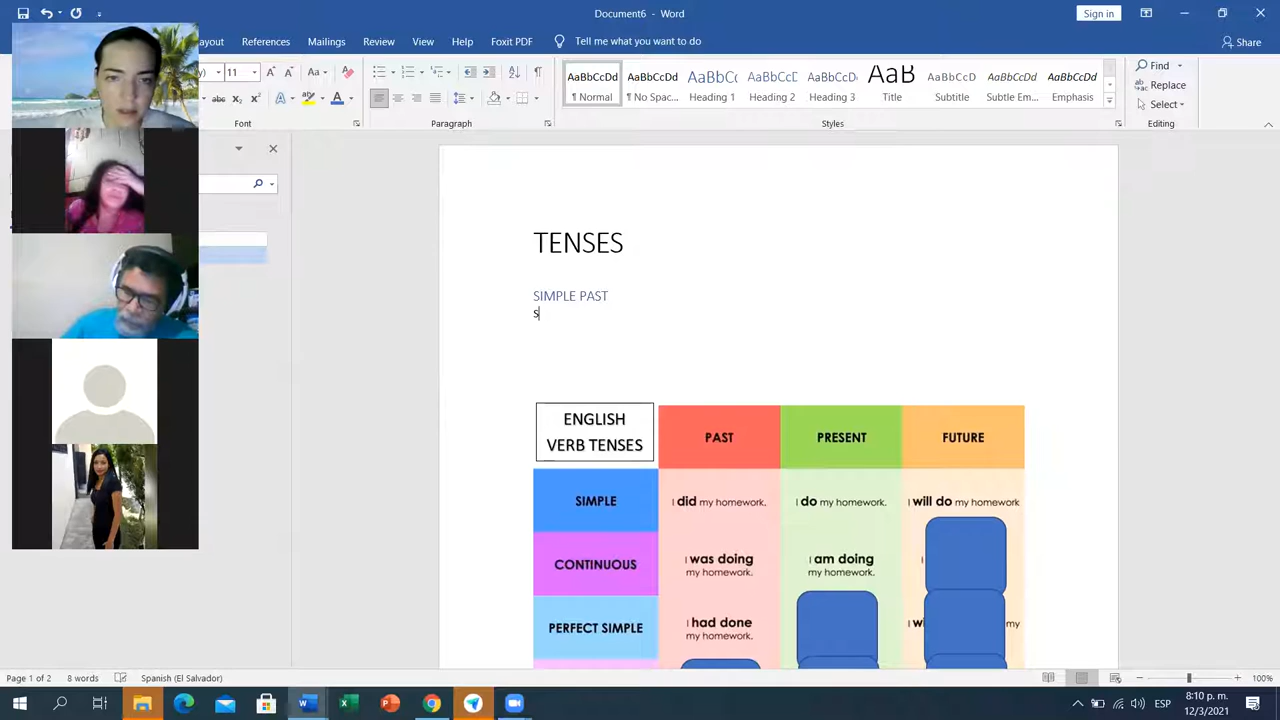 Document6 - Word
Sign in
ayout References Mailings Review View Help Foxit PDF Tell me what you want to do
Share
11
Aa
AaBbCcDd AaBbCcDd AaBbCc AaBbCcD AaBbCcD AaB AaBbCcD AaBbCcDd AaBbCcDd
¶ Normal ¶ No Spac... Heading 1 Heading 2 Heading 3 Title Subtitle Subtle Em... Emphasis
Find
Replace
Select
Font Paragraph Styles Editing
TENSES
SIMPLE PAST
s
ENGLISH
VERB TENSES
PAST PRESENT FUTURE
SIMPLE
I did my homework.
I do my homework.
I will do my homework
CONTINUOUS
I was doing
my homework.
I am doing
my homework.
I
PERFECT SIMPLE
I had done
my homework.
my
Page 1 of 2 8 words Spanish (El Salvador)
100%
ESP
8:10 p. m.
12/3/2021